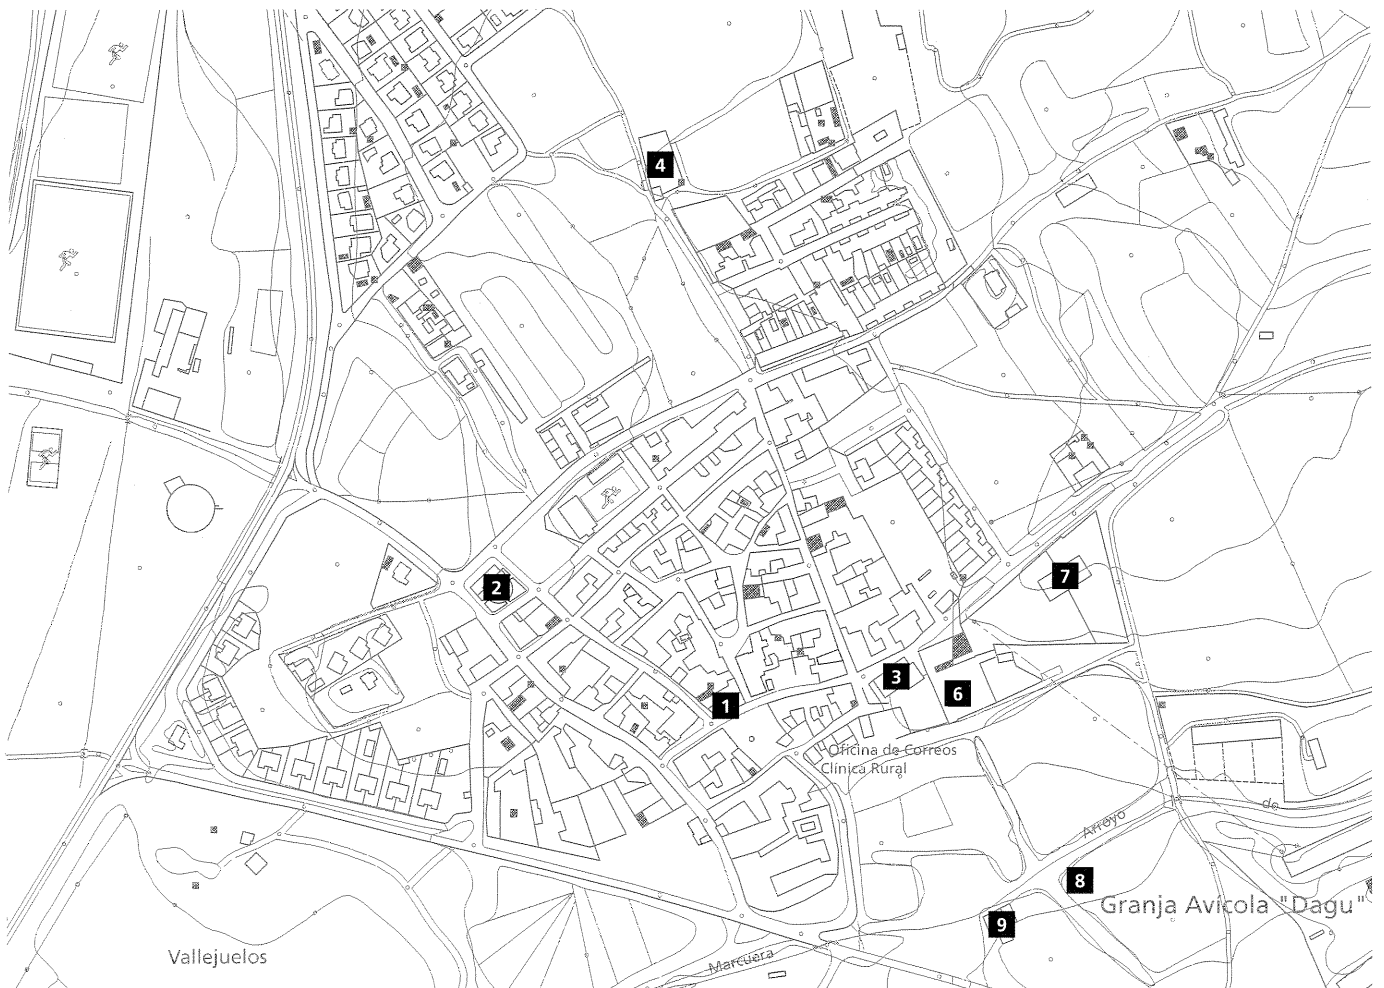 4
7
2
3
6
1
Oficina de Correos
Clínica Rural
de
Arroyo
8
Granja Avícola "Dagu"
9
Vallejuelos
Marcuera